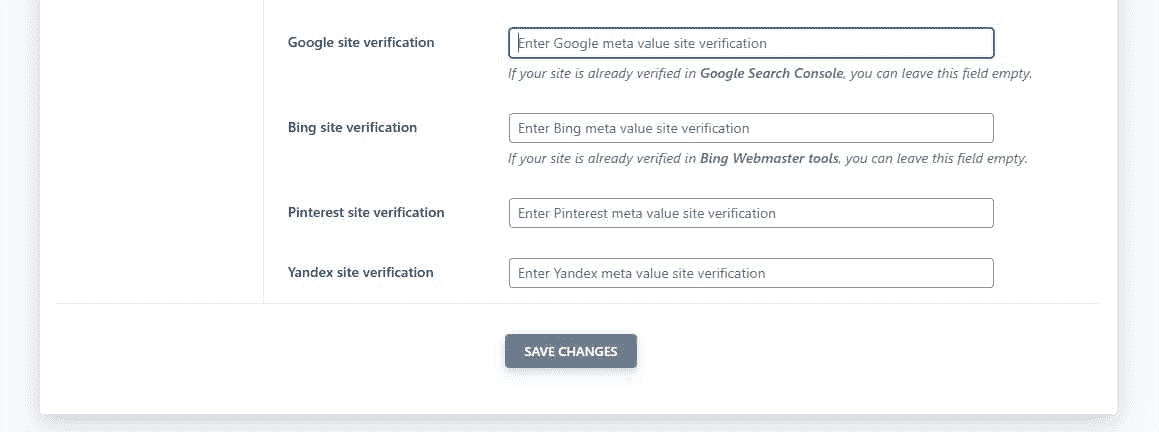 Google site verification
Enter Google meta value site verification
If your site is already verified in Google Search Console, you can leave this field empty.
Bing site verification
Enter Bing meta value site verification
If your site is already verified in Bing Webmaster tools, you can leave this field empty.
Pinterest site verification
Enter Pinterest meta value site verification
Yandex site verification
Enter Yandex meta value site verification
SAVE CHANGES